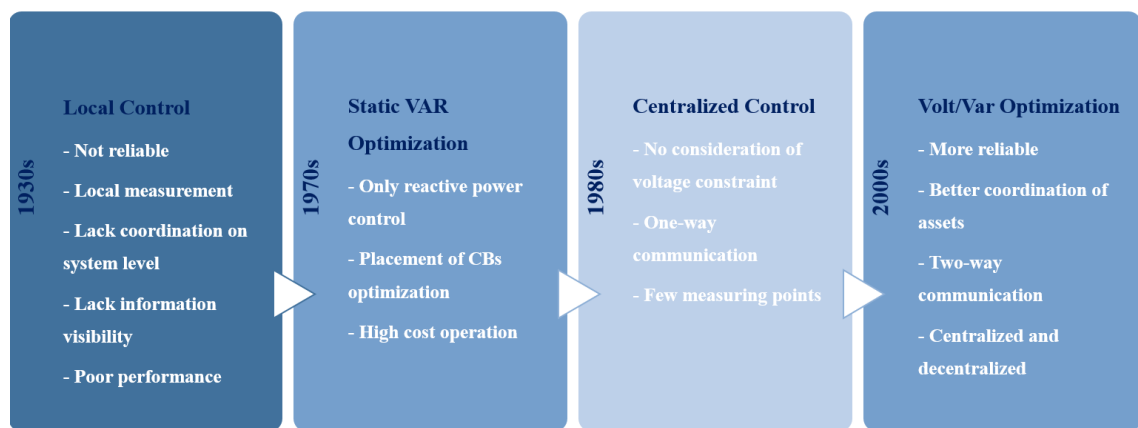 1930s
Local Control
- Not reliable
- Local measurement
- Lack coordination on
system level
- Lack information
visibility
- Poor performance
1970s
Static VAR
Optimization
- Only reactive power
control
- Placement of CBs
optimization
- High cost operation
1980s
Centralized Control
- No consideration of
voltage constraint
- One-way
communication
- Few measuring points
2000s
Volt/Var Optimization
- More reliable
- Better coordination of
assets
- Two-way
communication
- Centralized and
decentralized